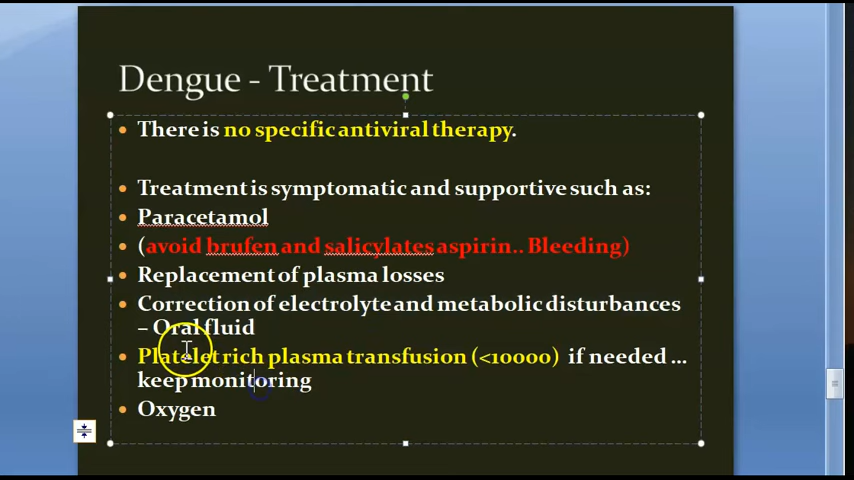 Dengue - Treatment
There is no specific antiviral therapy.
Treatment is symptomatic and supportive such as:
Paracetamol
(avoid brufen and salicylates aspirin.. Bleeding)
Replacement of plasma losses
Correction of electrolyte and metabolic disturbances
– Oral fluid
Platelet rich plasma transfusion (<10000) if needed ...
keep monitoring
Oxygen